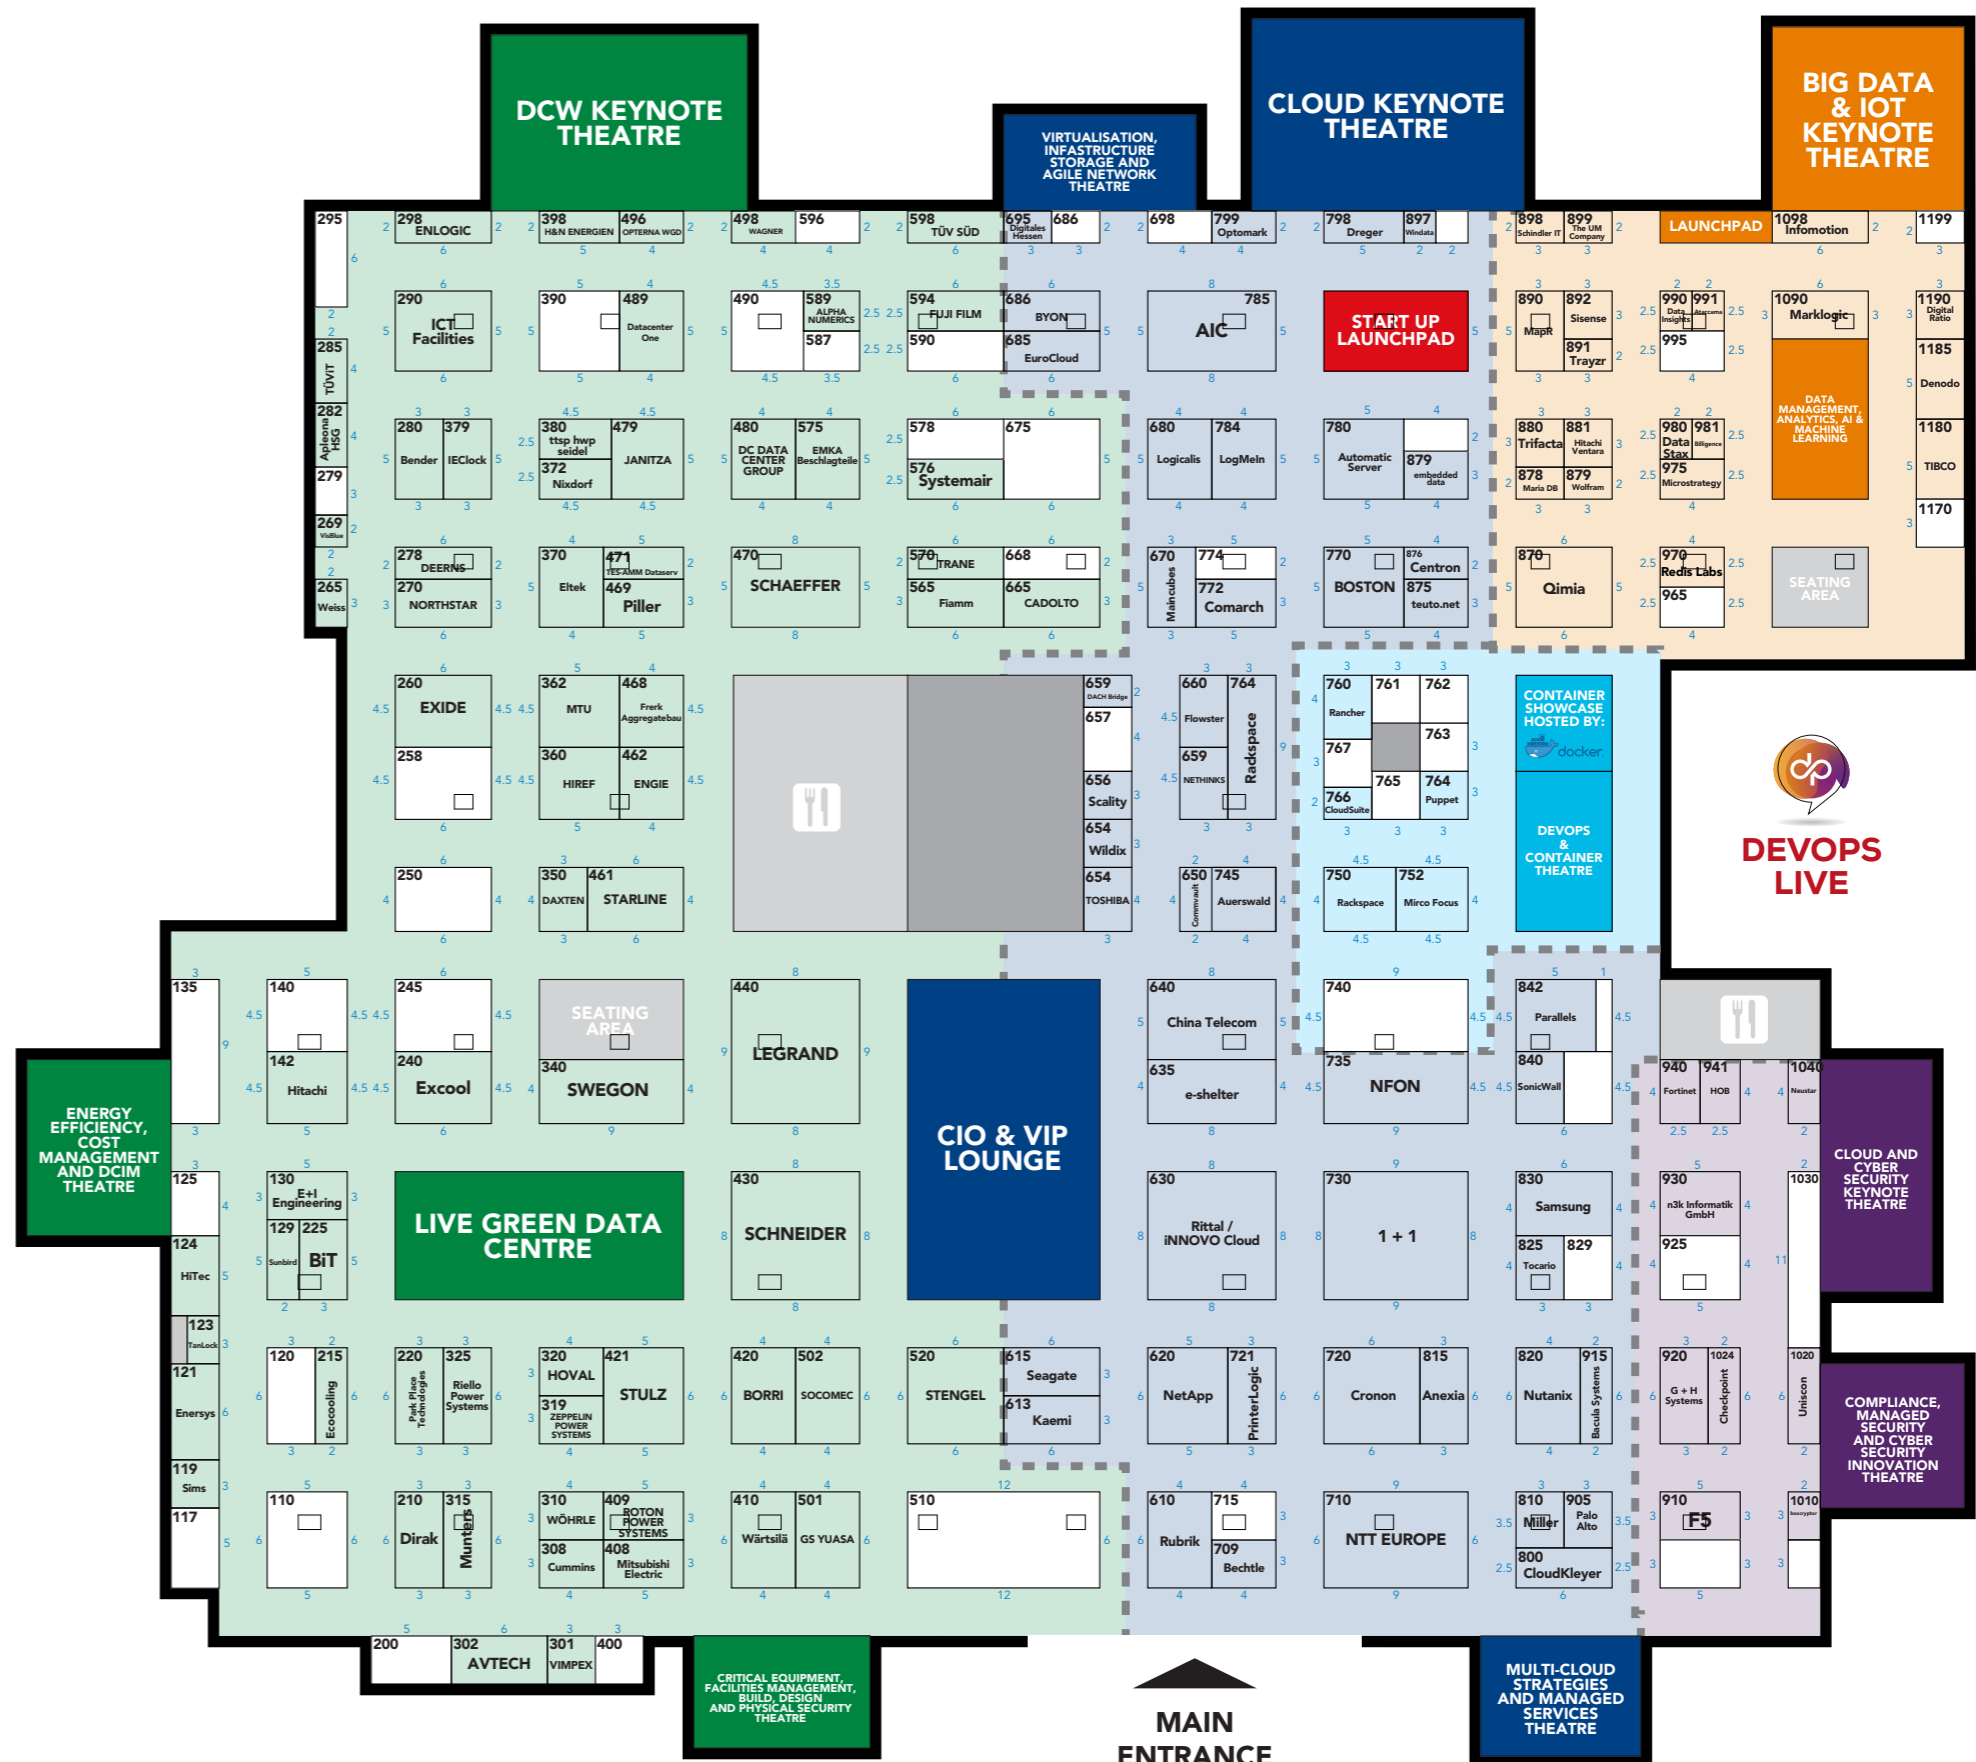 DCW KEYNOTE
THEATRE
VIRTUALISATION,
INFASTRUCTURE
STORAGE AND
AGILE NETWORK
THEATRE
CLOUD KEYNOTE
THEATRE
BIG DATA
& IOT
KEYNOTE
THEATRE
295
298
ENLOGIC
398
H&N ENERGIEN
496
OPTERNA WGD
498
WAGNER
596
598
TÜV SÜD
695
Digitales
Hessen
686
698
799
Optomark
798
Dreger
897
Windata
898
Schindler IT
899
The UM
Company
LAUNCHPAD
1098
Infomotion
1199
290
ICT
Facilities
390
489
Datacenter
One
490
589
ALPHA
NUMERICS
587
594
FUJI FILM
590
686
BYON
685
EuroCloud
785
AIC
START UP
LAUNCHPAD
890
MapR
892
Sisense
891
Trayzr
990
Data
Insights
991
Ataccama
995
1090
Marklogic
1190
Digital
Ratio
285
TÜViT
1185
Denodo
DATA
MANAGEMENT,
ANALYTICS, AI &
MACHINE
LEARNING
282
Apleona
HSG
280
Bender
379
IEClock
380
ttsp hwp
seidel
372
Nixdorf
479
JANITZA
480
DC DATA
CENTER
GROUP
575
EMKA
Beschlagteile
578
576
Systemair
675
680
Logicalis
784
LogMeIn
780
Automatic
Server
879
embedded
data
880
Trifacta
881
Hitachi
Ventara
878
Maria DB
879
Wolfram
980
Data
Stax
981
Billigence
975
Microstrategy
1180
TIBCO
279
1170
269
VisBlue
278
DEERNS
270
NORTHSTAR
370
Eltek
471
TES-AMM Dataserv
469
Piller
470
SCHAEFFER
570
TRANE
565
Fiamm
668
665
CADOLTO
670
Maincubes
774
772
Comarch
770
BOSTON
876
Centron
875
teuto.net
870
Qimia
970
Redis Labs
965
SEATING
AREA
265
Weiss
260
EXIDE
258
362
MTU
468
Frerk
Aggregatebau
360
HIREF
462
ENGIE
659
DACH Bridge
657
656
Scality
654
Wildix
654
TOSHIBA
660
Flowster
659
NETHINKS
764
Rackspace
760
Rancher
761
762
767
763
766
CloudSuite
765
764
Puppet
CONTAINER
SHOWCASE
HOSTED BY:
docker
DEVOPS
&
CONTAINER
THEATRE
dp
DEVOPS
LIVE
250
350
DAXTEN
461
STARLINE
650
Commvault
745
Auerswald
750
Rackspace
752
Mirco Focus
135
140
142
Hitachi
245
240
Excool
SEATING
AREA
340
SWEGON
440
LEGRAND
CIO & VIP
LOUNGE
640
China Telecom
635
e-shelter
740
735
NFON
842
Parallels
840
SonicWall
940
Fortinet
941
HOB
1040
Neustar
ENERGY
EFFICIENCY,
COST
MANAGEMENT
AND DCIM
THEATRE
CLOUD AND
CYBER
SECURITY
KEYNOTE
THEATRE
125
130
E+I
Engineering
129
Sunbird
225
BiT
LIVE GREEN DATA
CENTRE
430
SCHNEIDER
630
Rittal /
iNNOVO Cloud
730
1 + 1
830
Samsung
825
Tocario
829
930
n3k Informatik
GmbH
925
1030
124
HiTec
123
TanLock
121
Enersys
120
215
Ecocooling
220
Park Place
Technologies
325
Riello
Power
Systems
320
HOVAL
319
ZEPPELIN
POWER
SYSTEMS
421
STULZ
420
BORRI
502
SOCOMEC
520
STENGEL
615
Seagate
613
Kaemi
620
NetApp
721
PrinterLogic
720
Cronon
815
Anexia
820
Nutanix
915
Bacula Systems
920
G + H
Systems
1024
Checkpoint
1020
Uniscon
COMPLIANCE,
MANAGED
SECURITY
AND CYBER
SECURITY
INNOVATION
THEATRE
119
Sims
117
110
210
Dirak
315
Munters
310
WÖHRLE
308
Cummins
409
ROTON
POWER
SYSTEMS
408
Mitsubishi
Electric
410
Wärtsilä
501
GS YUASA
510
610
Rubrik
715
709
Bechtle
710
NTT EUROPE
810
Miller
905
Palo
Alto
800
CloudKleyer
910
F5
1010
200
302
AVTECH
301
VIMPEX
400
CRITICAL EQUIPMENT,
FACILITIES MANAGEMENT,
BUILD, DESIGN
AND PHYSICAL SECURITY
THEATRE
MAIN
ENTRANCE
MULTI-CLOUD
STRATEGIES
AND MANAGED
SERVICES
THEATRE